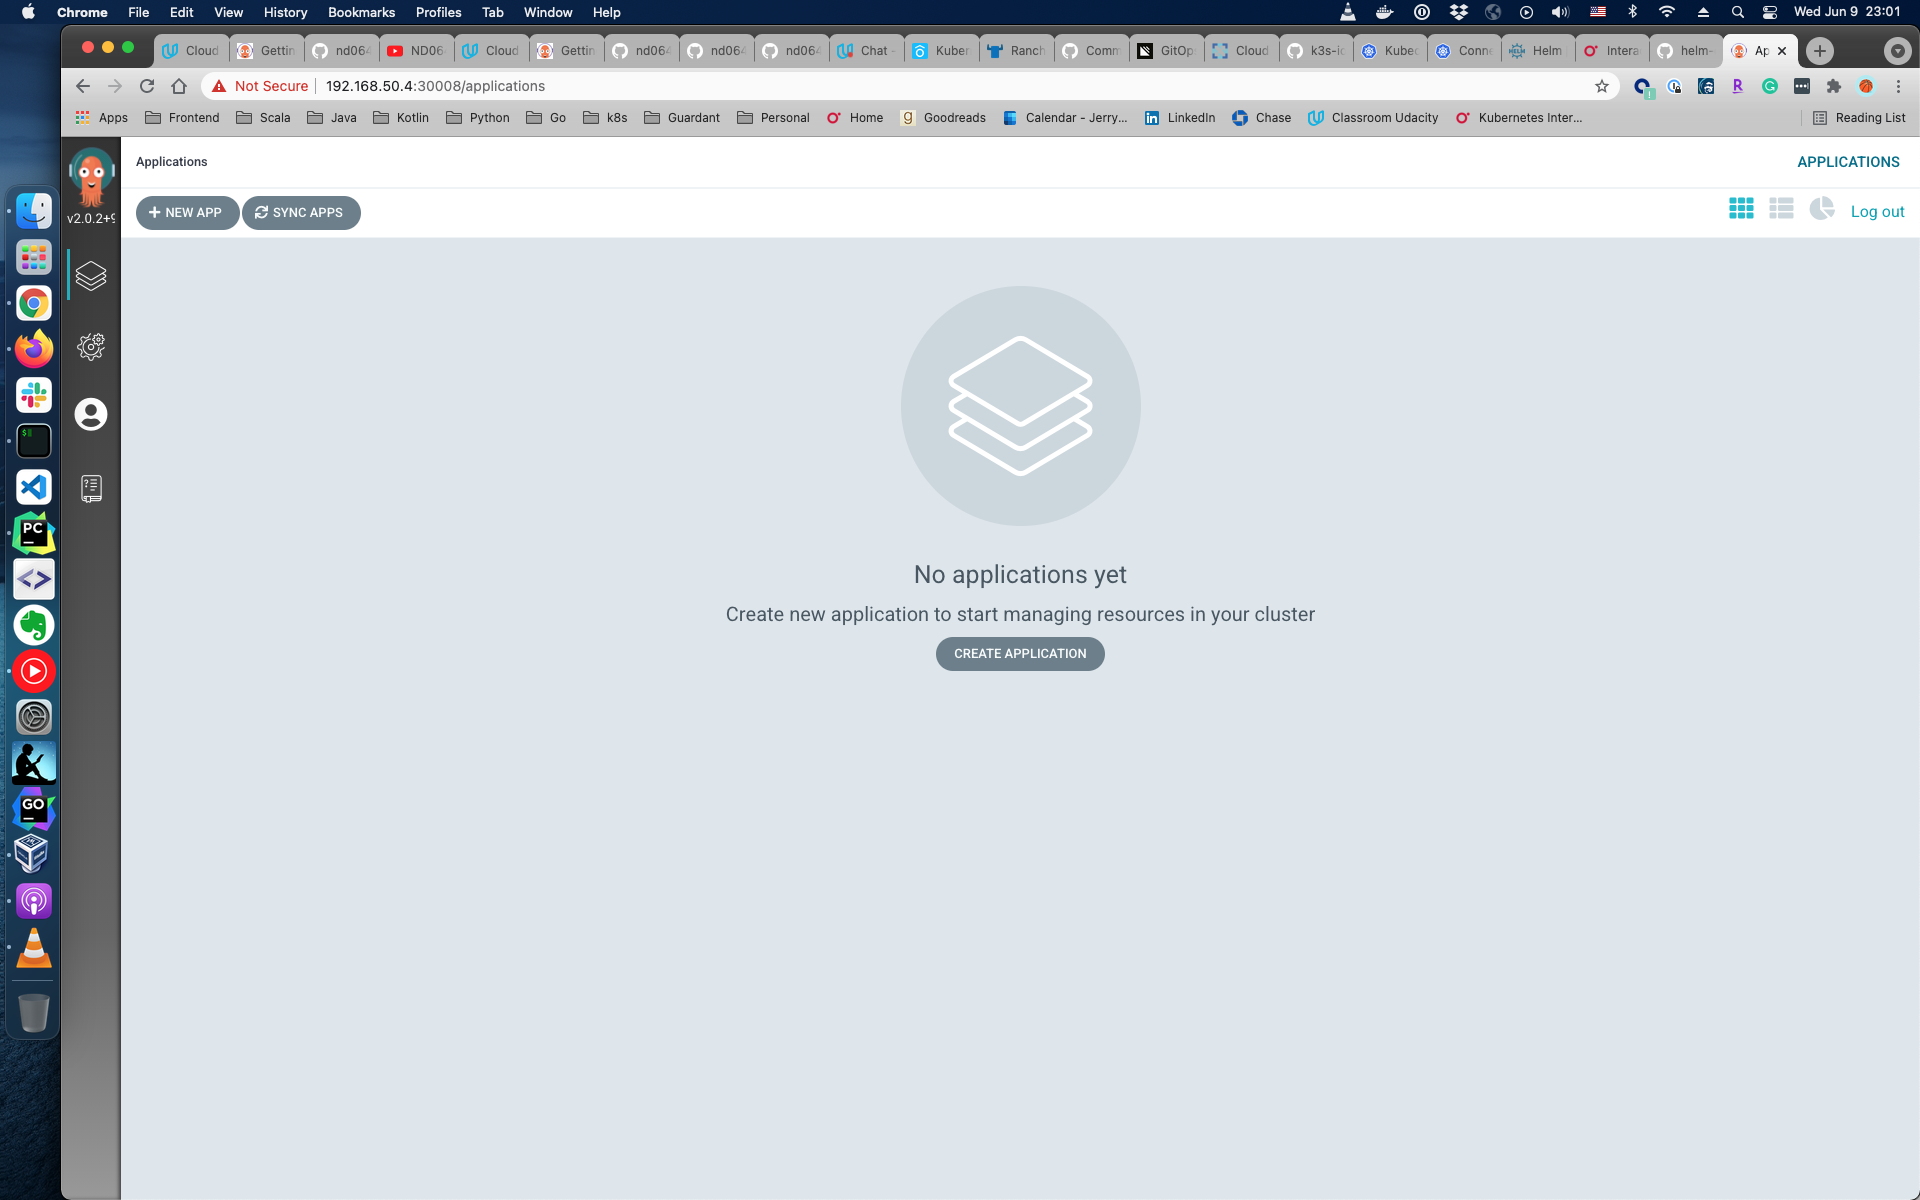 Chrome File Edit View History Bookmarks Profiles Tab Window Help Wed Jun 9 23:01
Cloud Gettin nd064 ND06 Cloud Gettin nd064 nd064 nd064 Chat - Kuber Ranch Comm GitOp Cloud k3s-io Kubec Conne Helm Intera helm- Ap
Not Secure 192.168.50.4:30008/applications
Apps Frontend Scala Java Kotlin Python Go k8s Guardant Personal Home Goodreads Calendar - Jerry... LinkedIn Chase Classroom Udacity Kubernetes Inter... Reading List
Applications APPLICATIONS
v2.0.2+9
NEW APP SYNC APPS Log out
No applications yet
Create new application to start managing resources in your cluster
CREATE APPLICATION
PC
GO